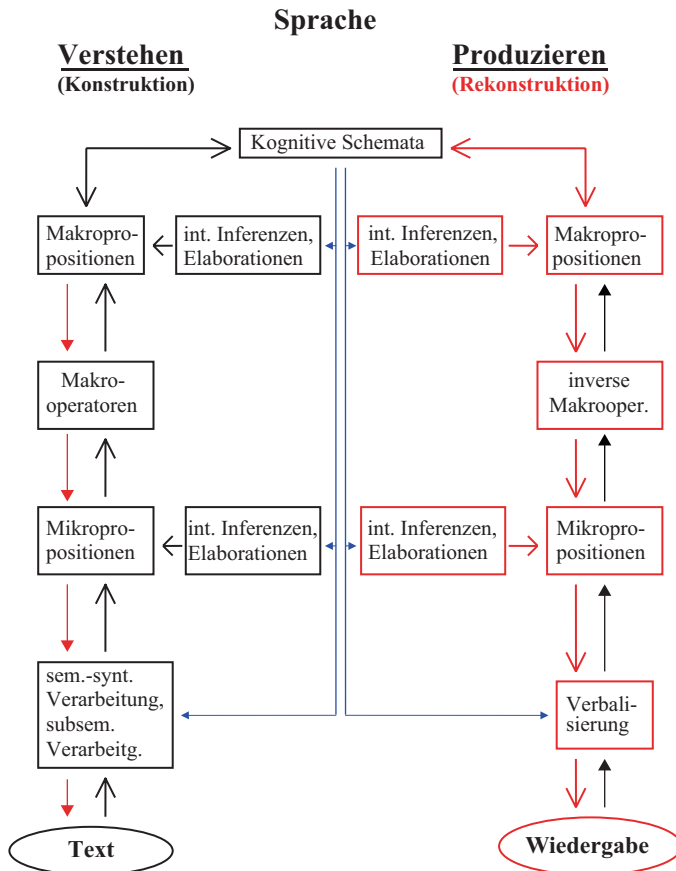 Sprache
Verstehen
(Konstruktion)
Produzieren
(Rekonstruktion)
Kognitive Schemata
Makropro-
positionen
int. Inferenzen,
Elaborationen
int. Inferenzen,
Elaborationen
Makropro-
positionen
Makro-
operatoren
inverse
Makrooper.
Mikropro-
positionen
int. Inferenzen,
Elaborationen
int. Inferenzen,
Elaborationen
Mikropro-
positionen
sem.-synt.
Verarbeitung,
subsem.
Verarbeitg.
Verbali-
sierung
Text
Wiedergabe